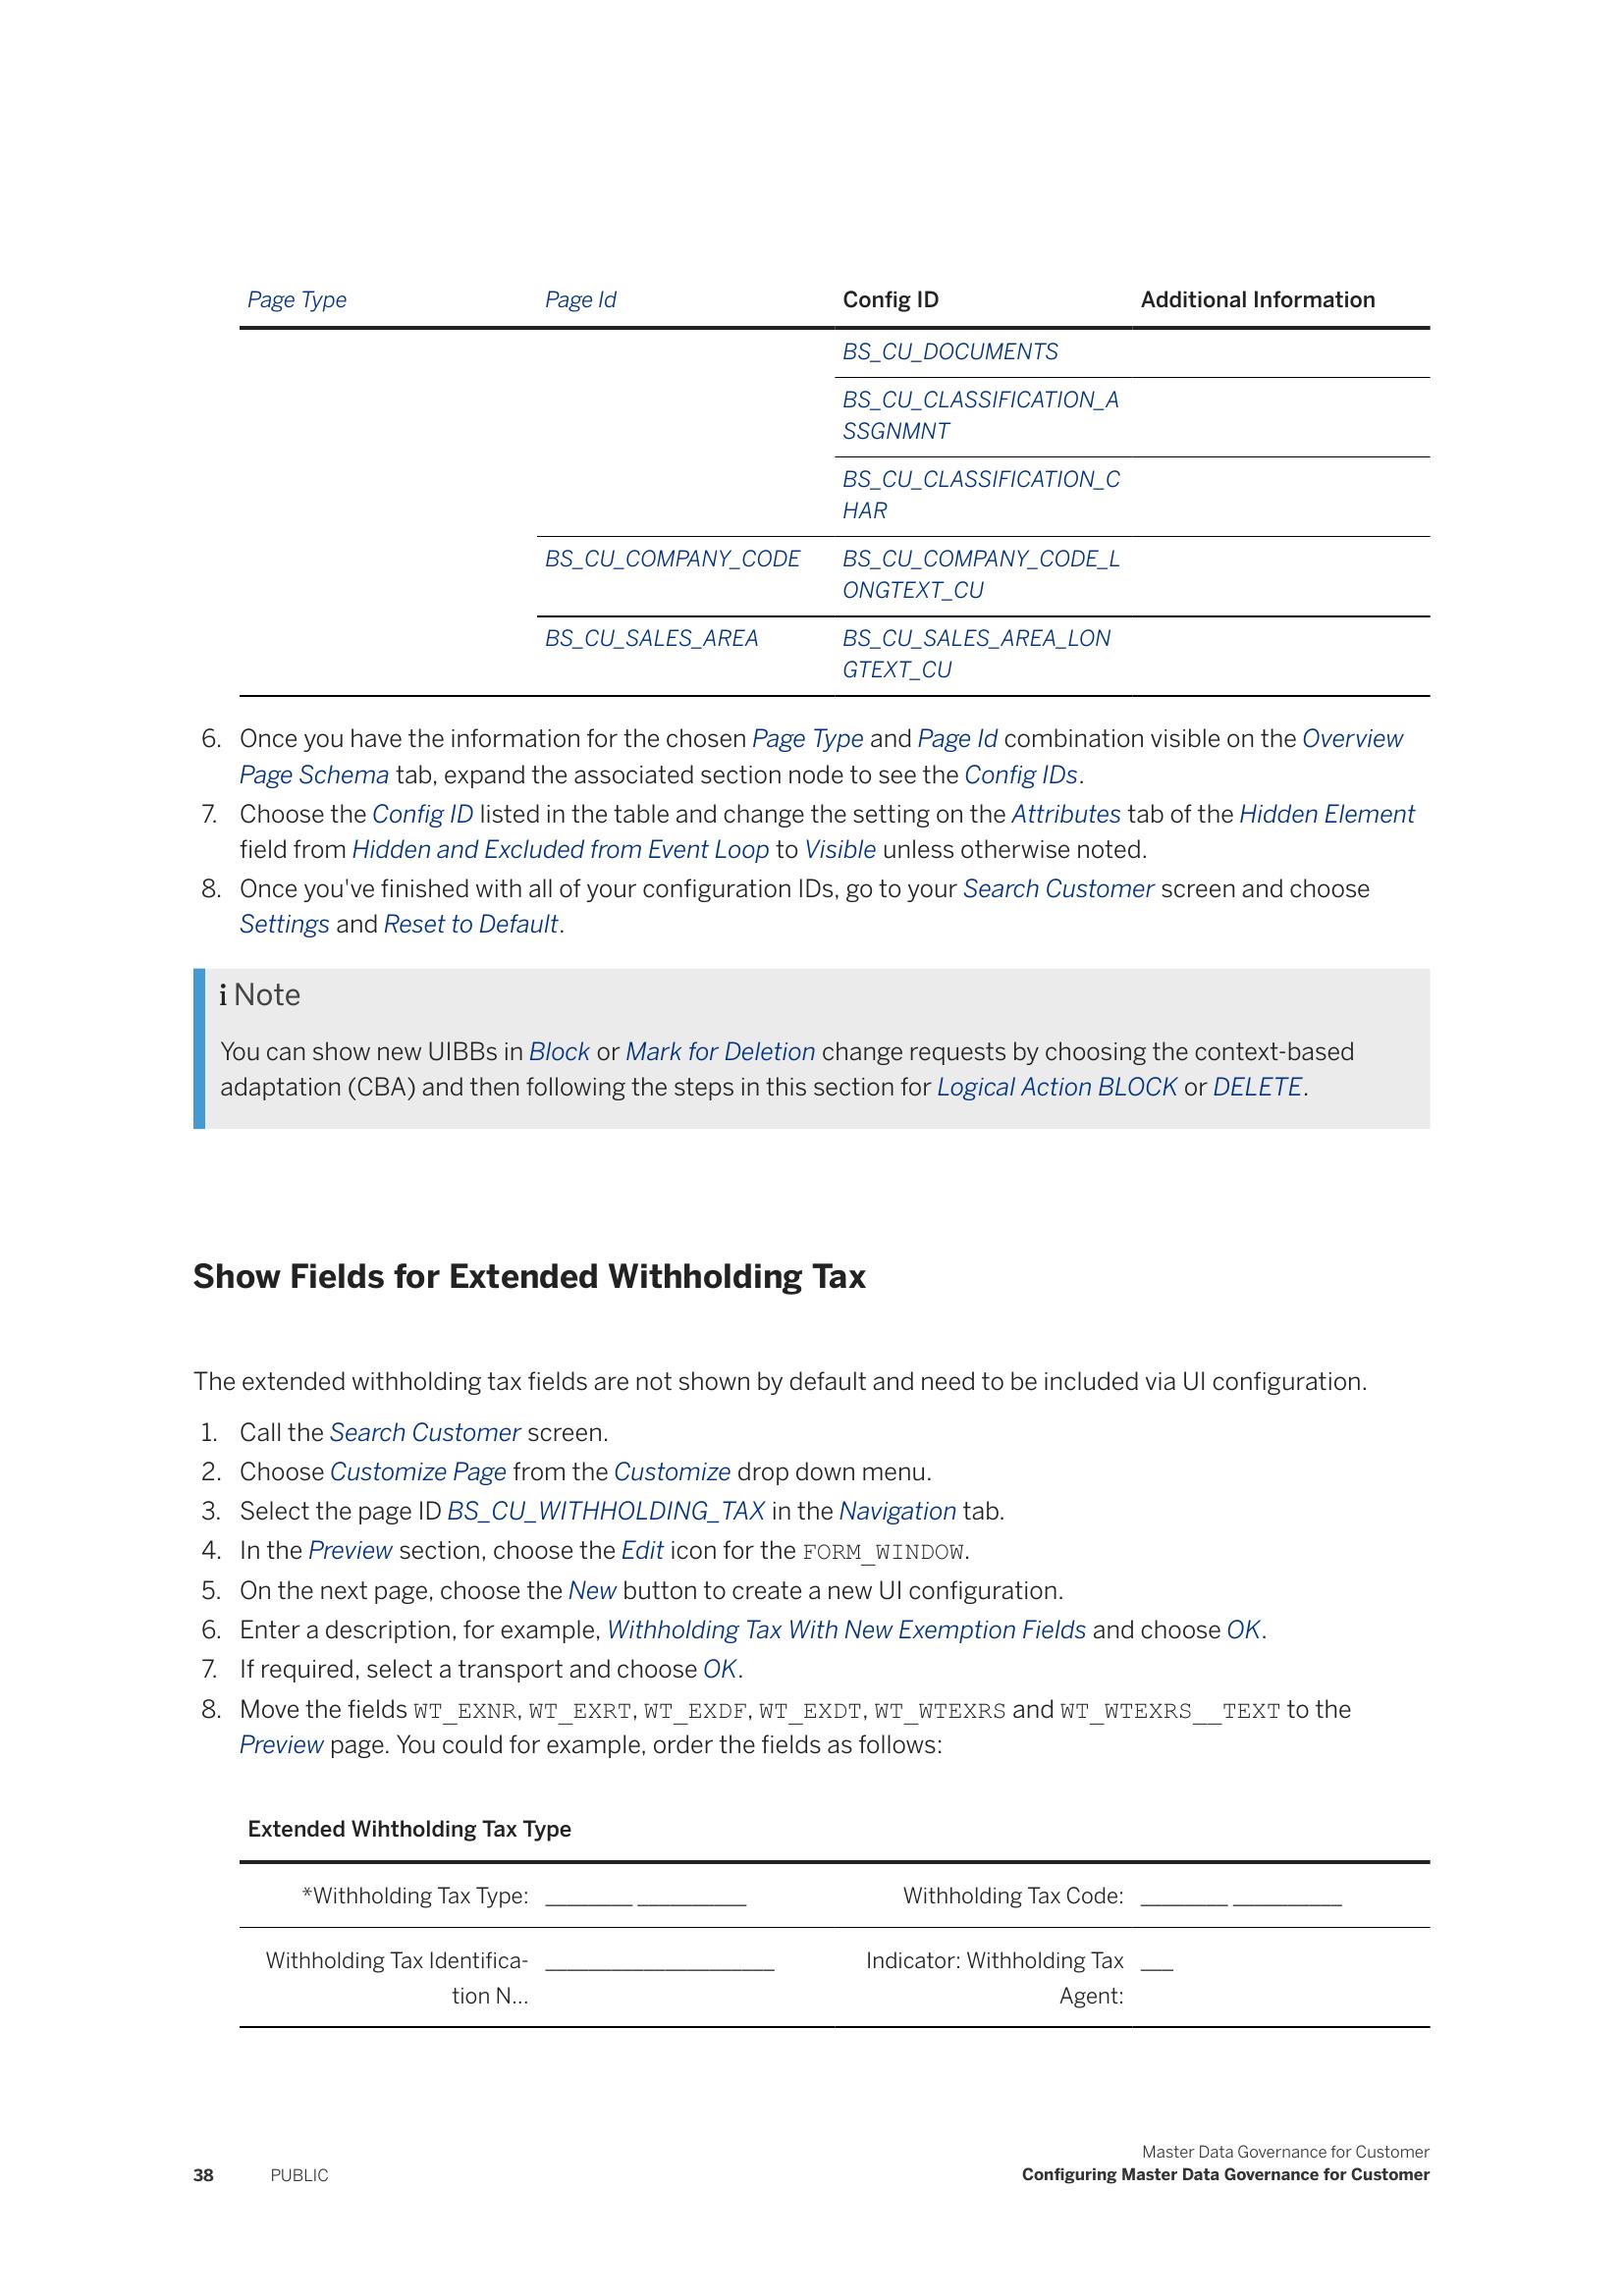 Page Type Page Id Config ID Additional Information
BS_CU_DOCUMENTS
BS_CU_CLASSIFICATION_A
SSGNMNT
BS_CU_CLASSIFICATION_C
HAR
BS_CU_COMPANY_CODE BS_CU_COMPANY_CODE_L
ONGTEXT_CU
BS_CU_SALES_AREA BS_CU_SALES_AREA_LON
GTEXT_CU
6. Once you have the information for the chosen Page Type and Page Id combination visible on the Overview
Page Schema tab, expand the associated section node to see the Config IDs.
7. Choose the Config ID listed in the table and change the setting on the Attributes tab of the Hidden Element
field from Hidden and Excluded from Event Loop to Visible unless otherwise noted.
8. Once you've finished with all of your configuration IDs, go to your Search Customer screen and choose
Settings and Reset to Default.
i Note
You can show new UIBBs in Block or Mark for Deletion change requests by choosing the context-based
adaptation (CBA) and then following the steps in this section for Logical Action BLOCK or DELETE.
Show Fields for Extended Withholding Tax
The extended withholding tax fields are not shown by default and need to be included via UI configuration.
1. Call the Search Customer screen.
2. Choose Customize Page from the Customize drop down menu.
3. Select the page ID BS_CU_WITHHOLDING_TAX in the Navigation tab.
4. In the Preview section, choose the Edit icon for the FORM_WINDOW.
5. On the next page, choose the New button to create a new UI configuration.
6. Enter a description, for example, Withholding Tax With New Exemption Fields and choose OK.
7. If required, select a transport and choose OK.
8. Move the fields WT_EXNR, WT_EXRT, WT_EXDF, WT_EXDT, WT_WTEXRS and WT_WTEXRS__TEXT to the
Preview page. You could for example, order the fields as follows:
Extended Wihtholding Tax Type
*Withholding Tax Type: ________ __________ Withholding Tax Code: ________ __________
Withholding Tax Identifica- _____________________ Indicator: Withholding Tax ___
tion N... Agent:
Master Data Governance for Customer
38 PUBLIC Configuring Master Data Governance for Customer